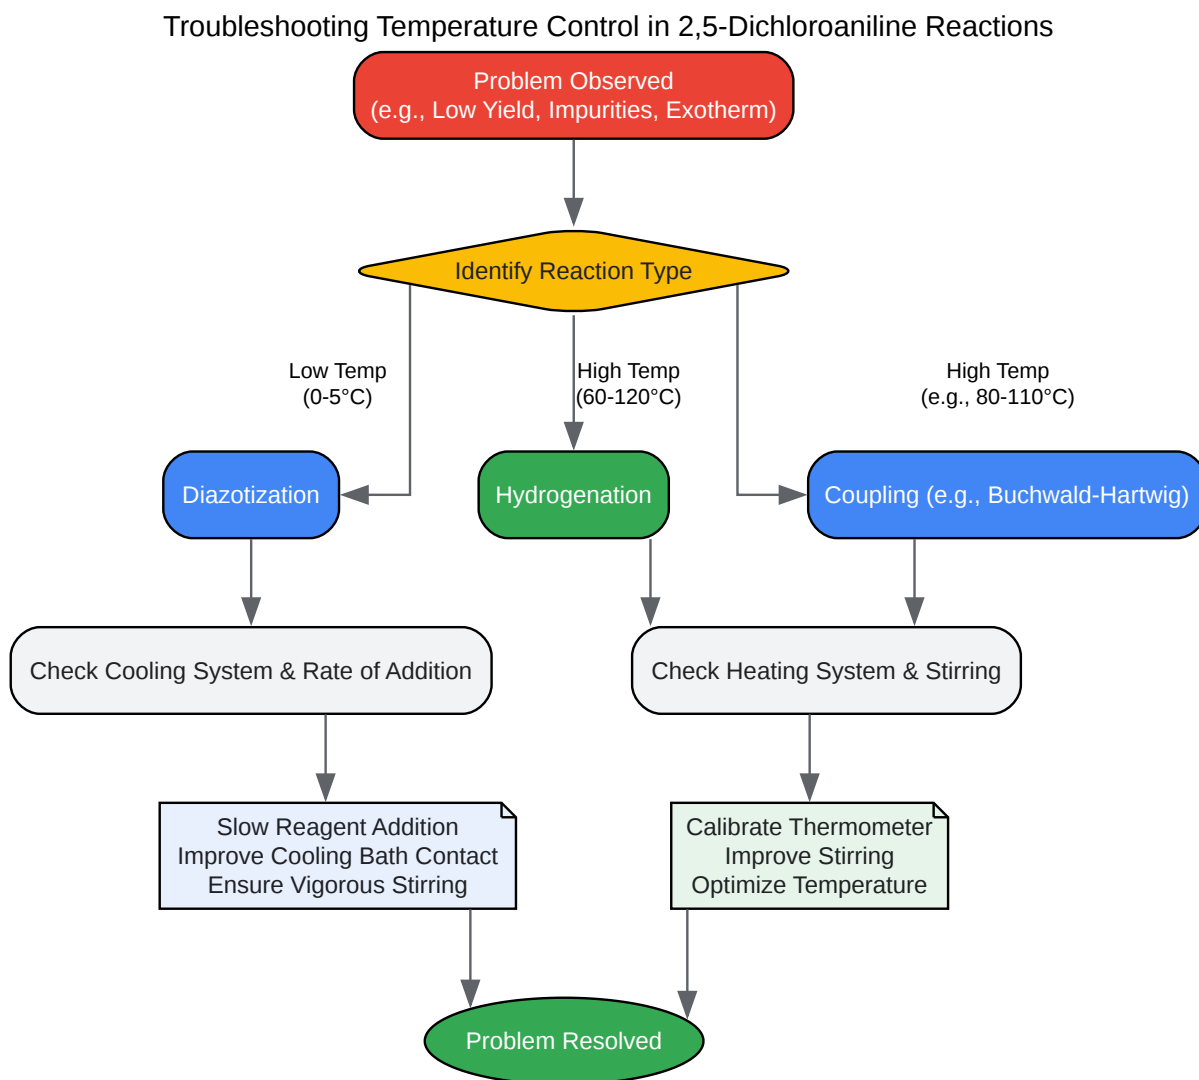 Troubleshooting Temperature Control in 2,5-Dichloroaniline Reactions
Problem Observed
(e.g., Low Yield, Impurities, Exotherm)
Identify Reaction Type
Low Temp
(0-5°C)
High Temp
(60-120°C)
High Temp
(e.g., 80-110°C)
Diazotization
Hydrogenation
Coupling (e.g., Buchwald-Hartwig)
Check Cooling System & Rate of Addition
Check Heating System & Stirring
Slow Reagent Addition
Improve Cooling Bath Contact
Ensure Vigorous Stirring
Calibrate Thermometer
Improve Stirring
Optimize Temperature
Problem Resolved